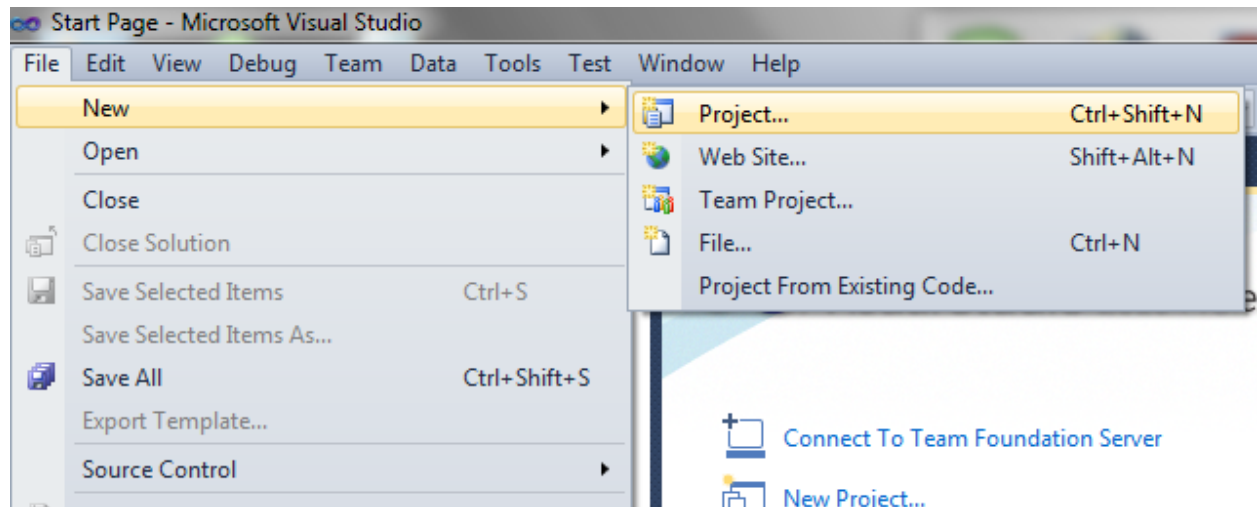 Start Page - Microsoft Visual Studio
File Edit View Debug Team Data Tools Test Window Help
New
Open
Close
Close Solution
Save Selected Items Ctrl+S
Save Selected Items As...
Save All Ctrl+Shift+S
Export Template...
Source Control
Project... Ctrl+Shift+N
Web Site... Shift+Alt+N
Team Project...
File... Ctrl+N
Project From Existing Code...
Connect To Team Foundation Server
New Project...